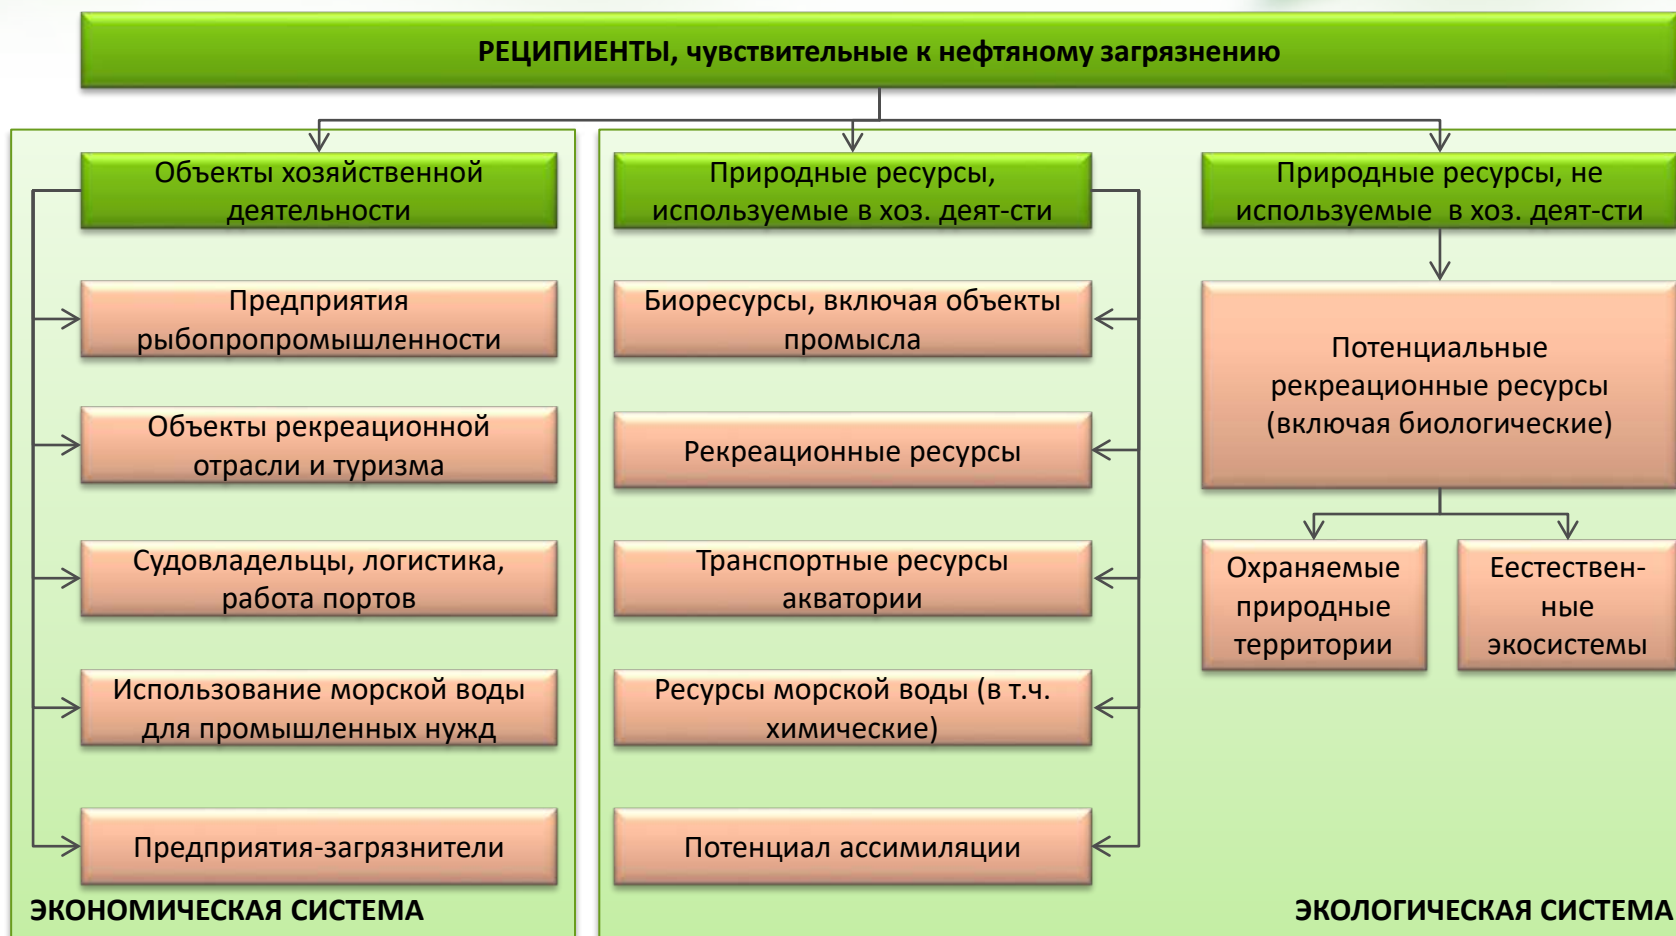 РЕЦИПИЕНТЫ, чувствительные к нефтяному загрязнению
Объекты хозяйственной
деятельности
Предприятия
рыбопропромышленности
Объекты рекреационной
отрасли и туризма
Судовладельцы, логистика,
работа портов
Использование морской воды
для промышленных нужд
Предприятия-загрязнители
ЭКОНОМИЧЕСКАЯ СИСТЕМА
Природные ресурсы,
используемые в хоз. деят-сти
Биоресурсы, включая объекты
промысла
Рекреационные ресурсы
Транспортные ресурсы
акватории
Ресурсы морской воды (в т.ч.
химические)
Потенциал ассимиляции
Природные ресурсы, не
используемые в хоз. деят-сти
Потенциальные
рекреационные ресурсы
(включая биологические)
Охраняемые
природные
территории
Еестествен-
ные
экосистемы
ЭКОЛОГИЧЕСКАЯ СИСТЕМА